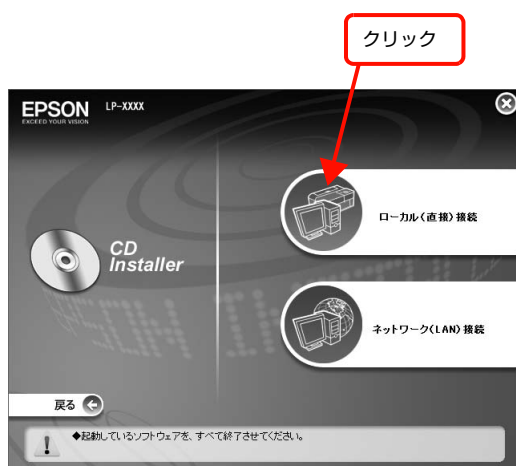 クリック
EPSON
EXCEED YOUR VISION
LP-XXXX
CD
Installer
ローカル(直接)接続
ネットワーク(LAN)接続
戻る
◆起動しているソフトウェアを、すべて終了させてください。